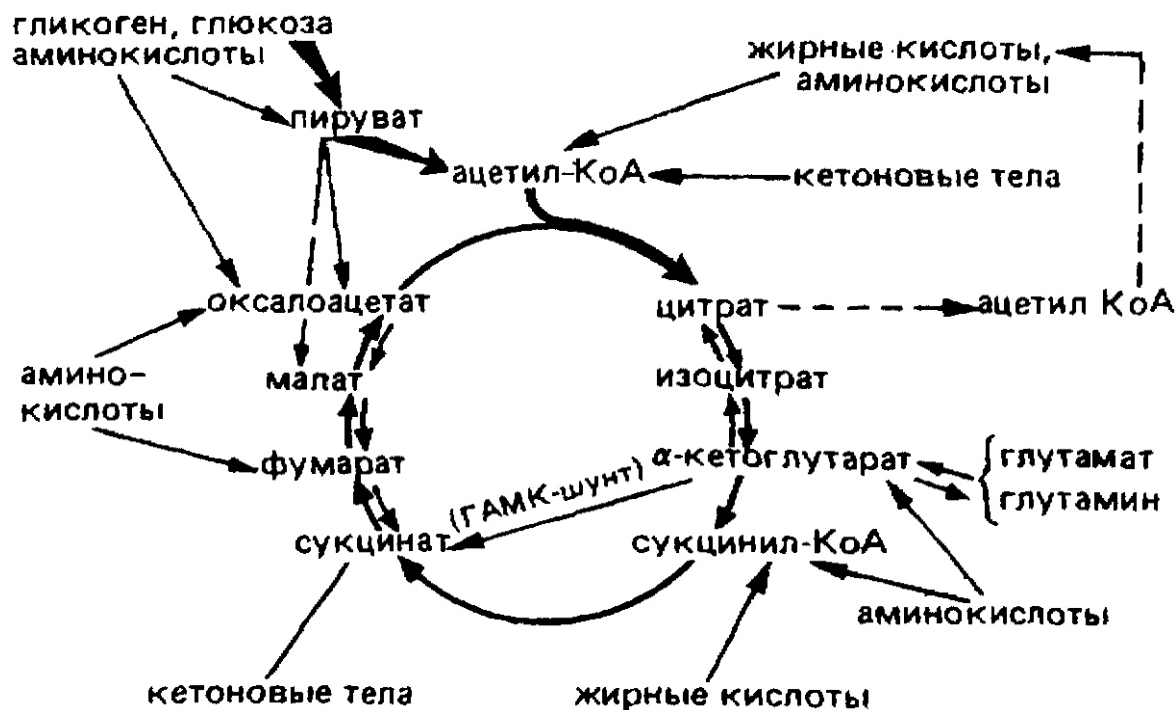 гликоген, глюкоза
аминокислоты
жирные кислоты,
аминокислоты
пируват
ацетил-КоА
кетоновые тела
оксалоацетат
цитрат
ацетил КоА
малат
изоцитрат
амино-
кислоты
фумарат
α-кетоглутарат
глутамат
глутамин
(ГАМК-шунт)
сукцинат
сукцинил-КоА
аминокислоты
кетоновые тела
жирные кислоты